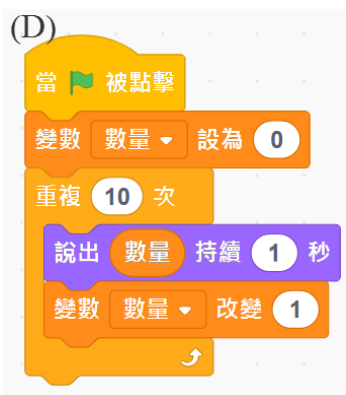 (D)
當 被點擊
變數 數量 設為 0
重複 10 次
說出 數量 持續 1 秒
變數 數量 改變 1